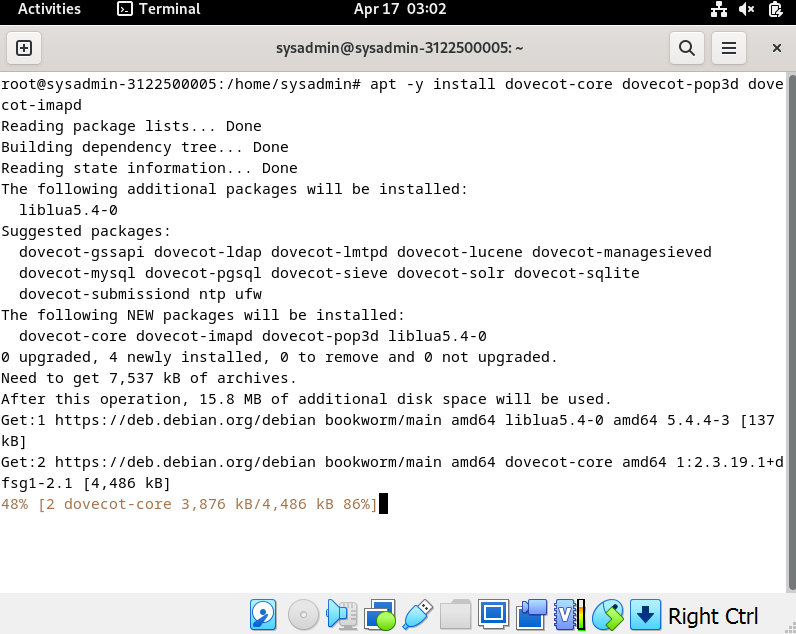 Activities Terminal Apr 17 03:02
sysadmin@sysadmin-3122500005: ~
root@sysadmin-3122500005:/home/sysadmin# apt -y install dovecot-core dovecot-pop3d dove
cot-imapd
Reading package lists... Done
Building dependency tree... Done
Reading state information... Done
The following additional packages will be installed:
  liblua5.4-0
Suggested packages:
  dovecot-gssapi dovecot-ldap dovecot-lmtpd dovecot-lucene dovecot-managesieved
  dovecot-mysql dovecot-pgsql dovecot-sieve dovecot-solr dovecot-sqlite
  dovecot-submissiond ntp ufw
The following NEW packages will be installed:
  dovecot-core dovecot-imapd dovecot-pop3d liblua5.4-0
0 upgraded, 4 newly installed, 0 to remove and 0 not upgraded.
Need to get 7,537 kB of archives.
After this operation, 15.8 MB of additional disk space will be used.
Get:1 https://deb.debian.org/debian bookworm/main amd64 liblua5.4-0 amd64 5.4.4-3 [137
kB]
Get:2 https://deb.debian.org/debian bookworm/main amd64 dovecot-core amd64 1:2.3.19.1+d
fsg1-2.1 [4,486 kB]
48% [2 dovecot-core 3,876 kB/4,486 kB 86%]
V Right Ctrl